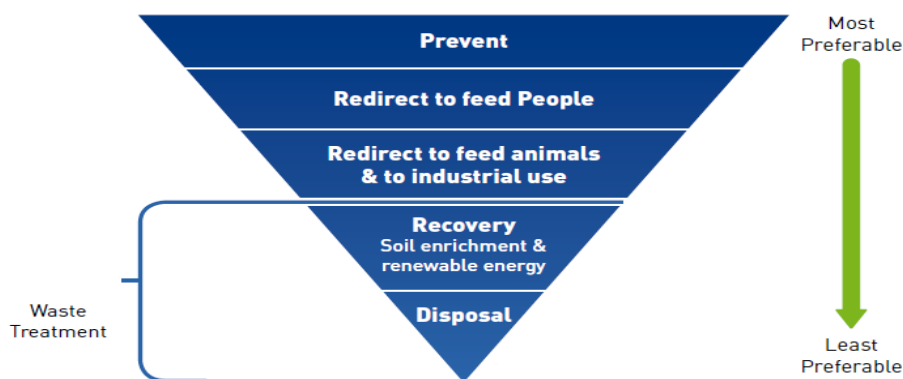 Prevent
Redirect to feed People
Redirect to feed animals
& to industrial use
Recovery
Soil enrichment &
renewable energy
Disposal
Waste
Treatment
Most
Preferable
Least
Preferable